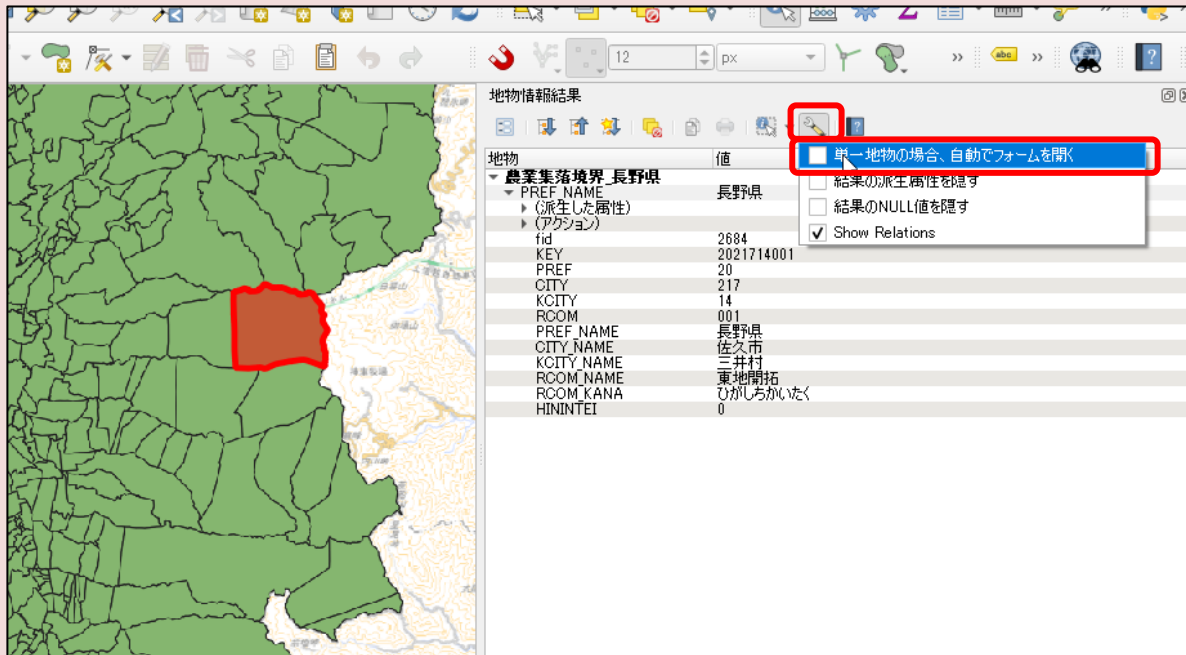 12
px
abc
地物情報結果
地物 値
農業集落境界_長野県
PREF_NAME 長野県
(派生した属性)
(アクション)
fid 2684
KEY 2021714001
PREF 20
CITY 217
KCITY 14
RCOM 001
PREF_NAME 長野県
CITY_NAME 佐久市
KCITY_NAME 三井村
RCOM_NAME 東地開拓
RCOM_KANA ひがしちかいたく
HININTEI 0
単一地物の場合、自動でフォームを開く
結果の派生属性を隠す
結果のNULL値を隠す
Show Relations